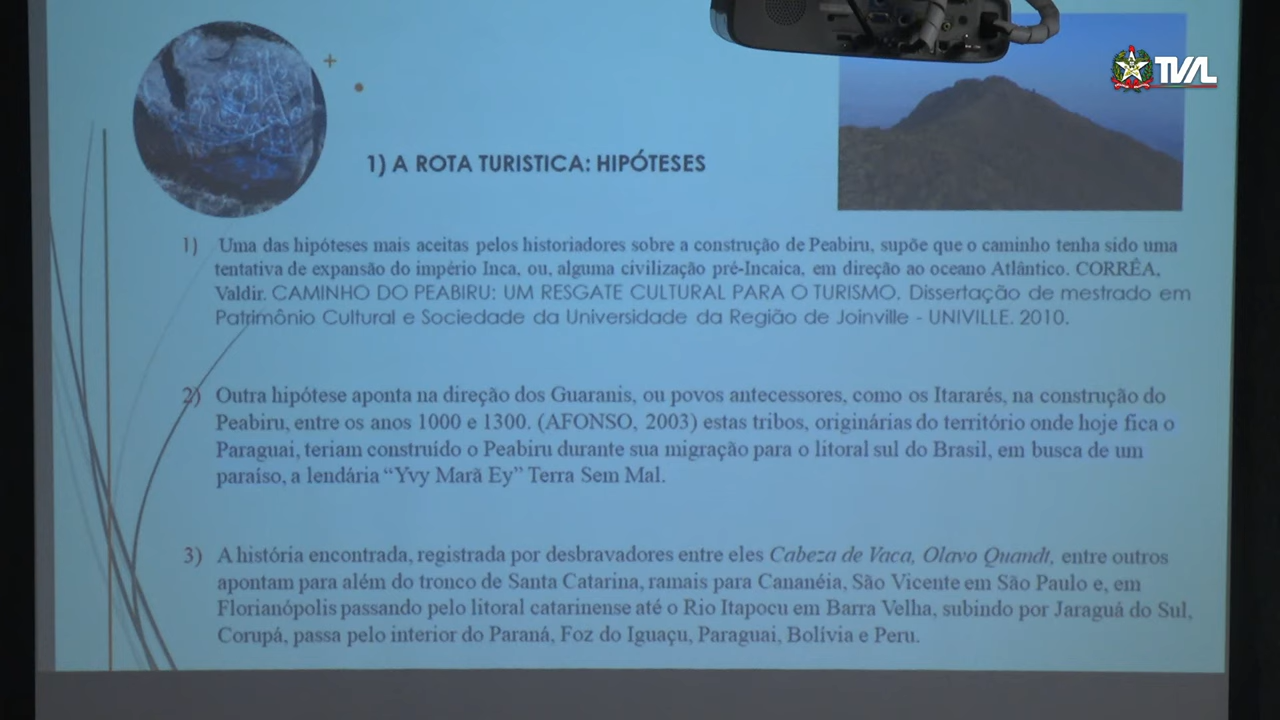 TVAL
1) A ROTA TURISTICA: HIPÓTESES
1) Uma das hipóteses mais aceitas pelos historiadores sobre a construção de Peabiru, supõe que o caminho tenha sido uma
tentativa de expansão do império Inca, ou, alguma civilização pré-Incaica, em direção ao oceano Atlântico. CORRÊA,
Valdir. CAMINHO DO PEABIRU: UM RESGATE CULTURAL PARA O TURISMO. Dissertação de mestrado em
Patrimônio Cultural e Sociedade da Universidade da Região de Joinville - UNIVILLE. 2010.
2) Outra hipótese aponta na direção dos Guaranis, ou povos antecessores, como os Itararés, na construção do
Peabiru, entre os anos 1000 e 1300. (AFONSO, 2003) estas tribos, originárias do território onde hoje fica o
Paraguai, teriam construído o Peabiru durante sua migração para o litoral sul do Brasil, em busca de um
paraíso, a lendária “Yvy Marã Ey” Terra Sem Mal.
3) A história encontrada, registrada por desbravadores entre eles Cabeza de Vaca, Olavo Quandt, entre outros
apontam para além do tronco de Santa Catarina, ramais para Cananéia, São Vicente em São Paulo e, em
Florianópolis passando pelo litoral catarinense até o Rio Itapocu em Barra Velha, subindo por Jaraguá do Sul,
Corupá, passa pelo interior do Paraná, Foz do Iguaçu, Paraguai, Bolívia e Peru.